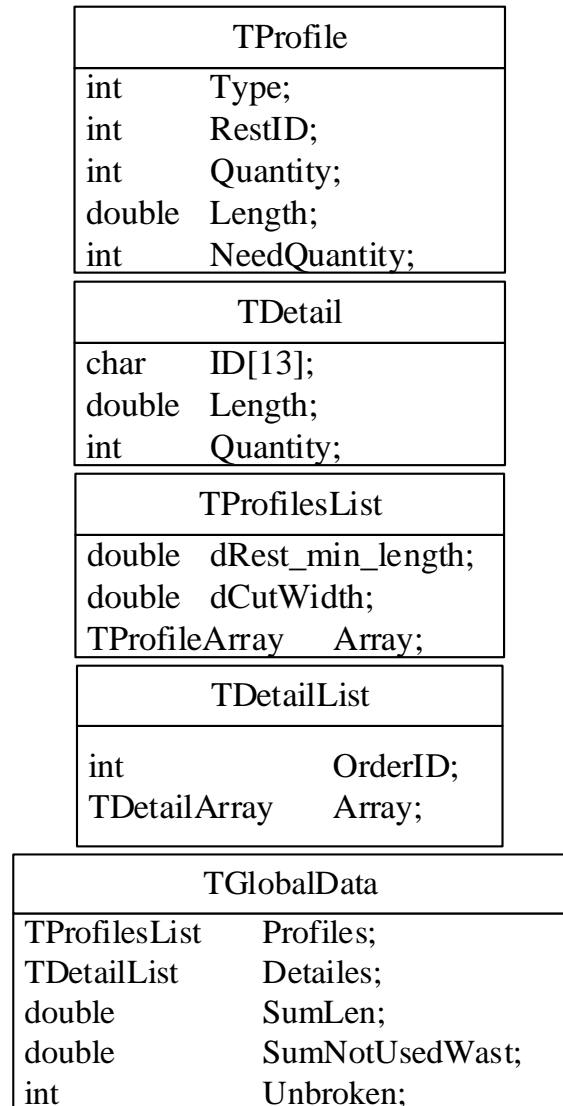 TProfile
int Type;
int RestID;
int Quantity;
double Length;
int NeedQuantity;
TDetail
char ID[13];
double Length;
int Quantity;
TProfilesList
double dRest_min_length;
double dCutWidth;
TProfileArray Array;
TDetailList
int OrderID;
TDetailArray Array;
TGlobalData
TProfilesList Profiles;
TDetailList Detailes;
double SumLen;
double SumNotUsedWast;
int Unbroken;